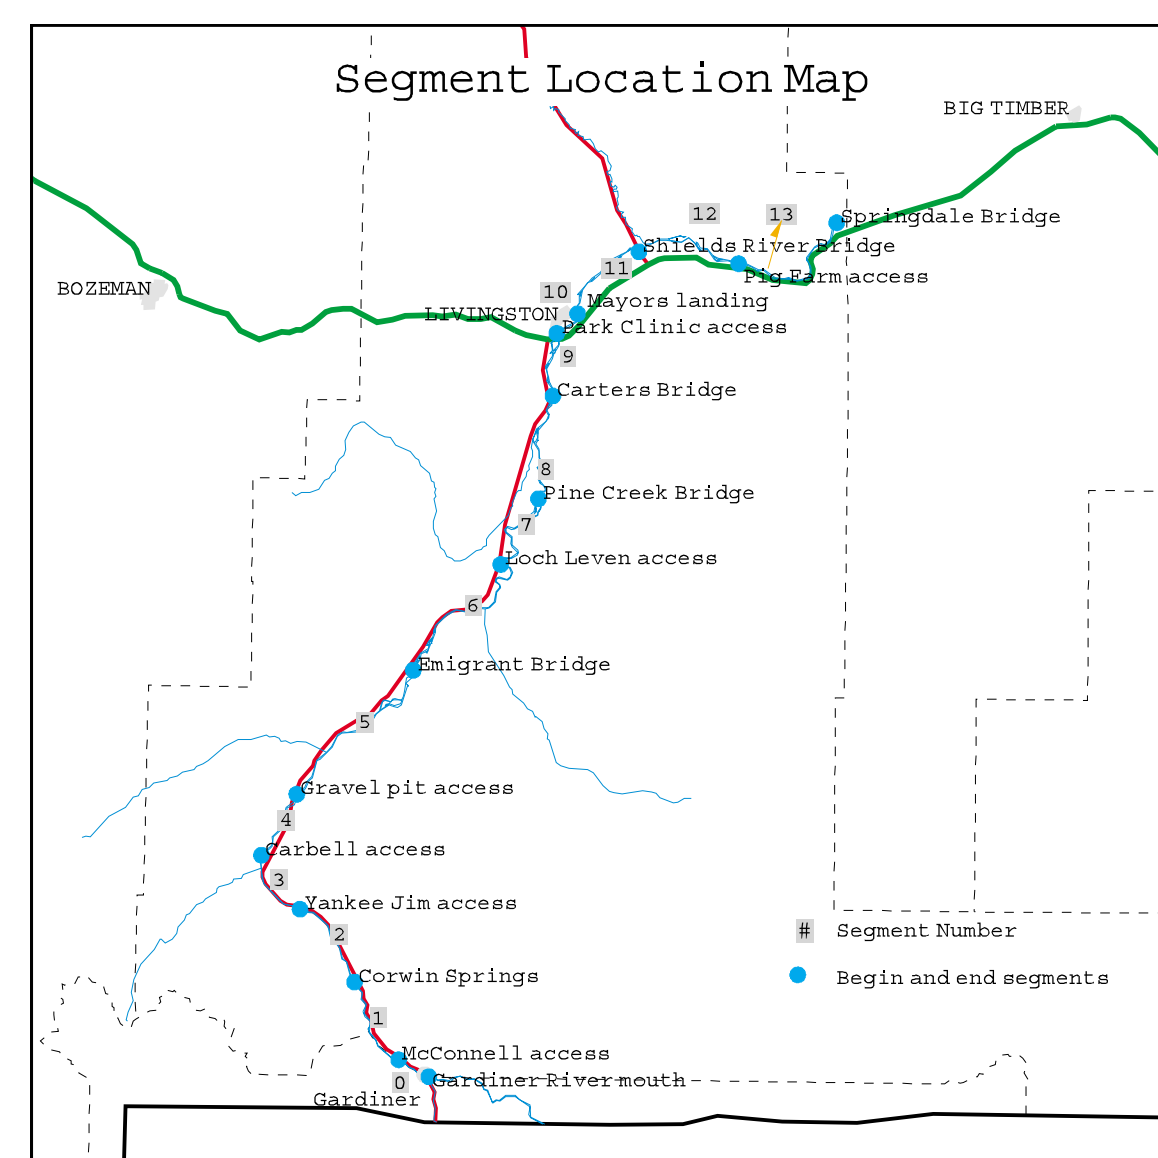 Segment Location Map
BIG TIMBER
12
13
Springdale Bridge
Shields River Bridge
11
Pig Farm access
BOZEMAN
10
Mayors landing
LIVINGSTON
Park Clinic access
9
Carters Bridge
8
Pine Creek Bridge
7
Loch Leven access
6
Emigrant Bridge
5
Gravel pit access
4
Carbell access
3
Yankee Jim access
2
# Segment Number
Corwin Springs
Begin and end segments
1
McConnell access
0
Gardiner River mouth
Gardiner